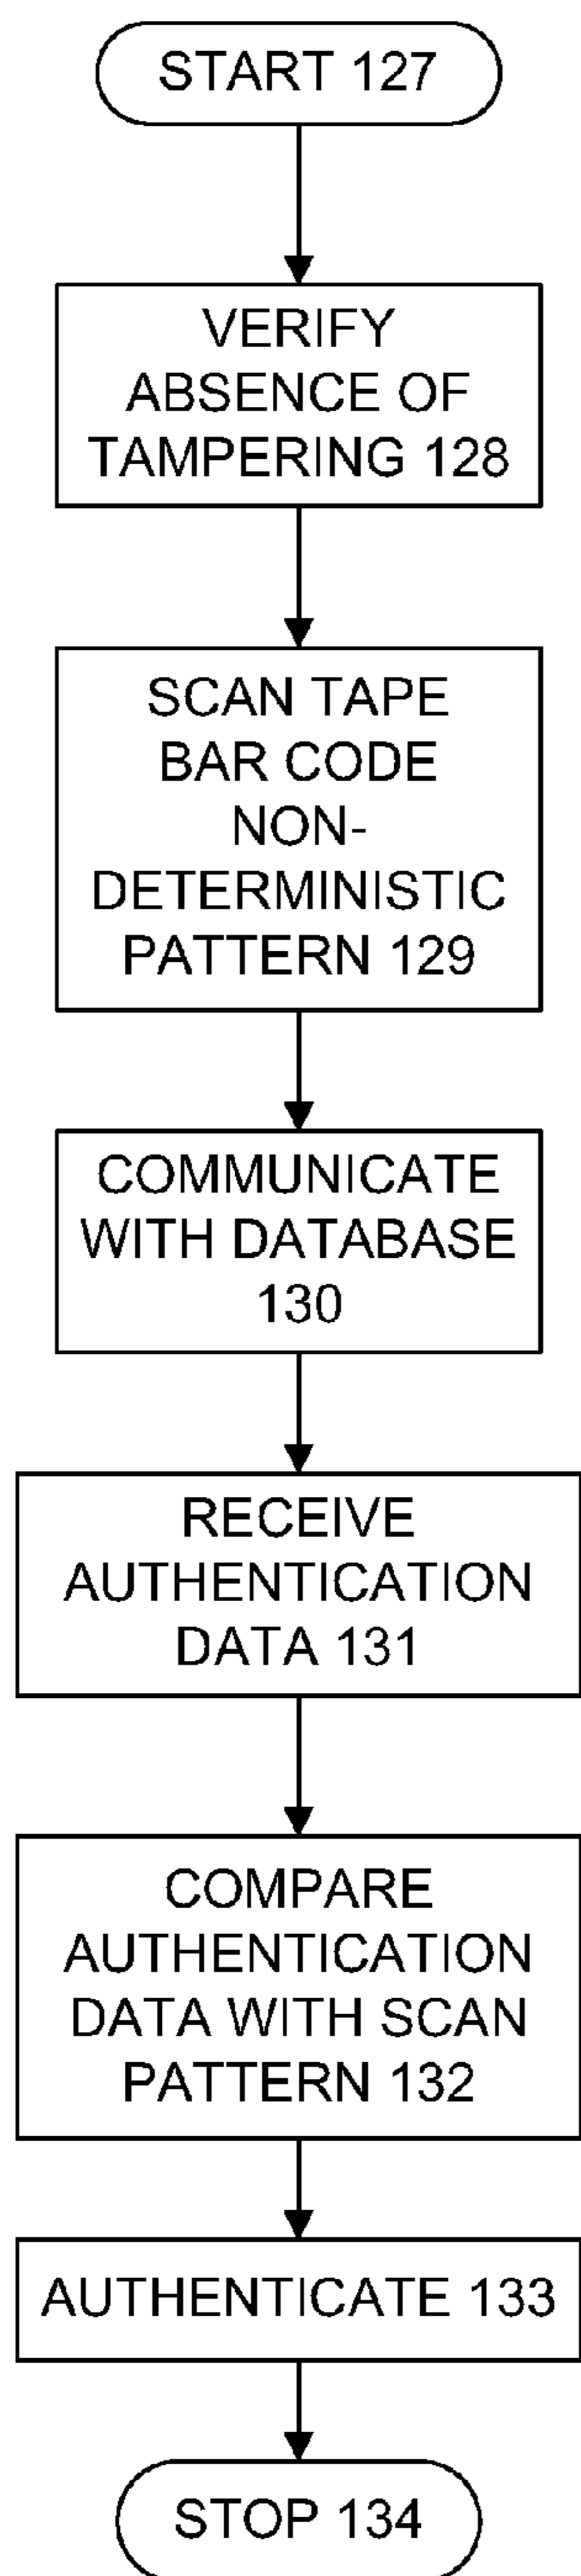 START 127
VERIFY
ABSENCE OF
TAMPERING 128
SCAN TAPE
BAR CODE
NON-
DETERMINISTIC
PATTERN 129
COMMUNICATE
WITH DATABASE
130
RECEIVE
AUTHENTICATION
DATA 131
COMPARE
AUTHENTICATION
DATA WITH SCAN
PATTERN 132
AUTHENTICATE 133
STOP 134